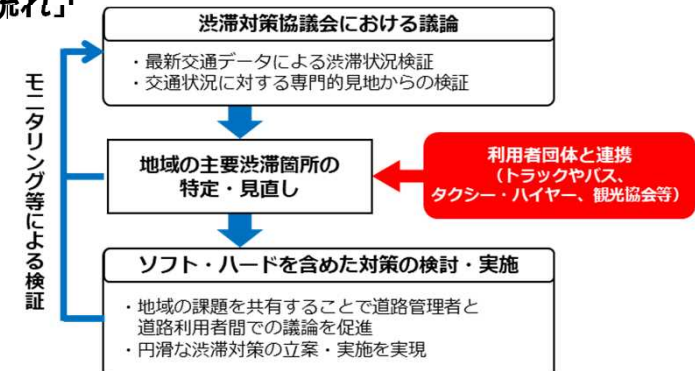 流れ」
渋滞対策協議会における議論
・最新交通データによる渋滞状況検証
・交通状況に対する専門的見地からの検証
モニタリング等による検証
地域の主要渋滞箇所の
特定・見直し
利用者団体と連携
（トラックやバス、
タクシー・ハイヤー、観光協会等）
ソフト・ハードを含めた対策の検討・実施
・地域の課題を共有することで道路管理者と
道路利用者間での議論を促進
・円滑な渋滞対策の立案・実施を実現